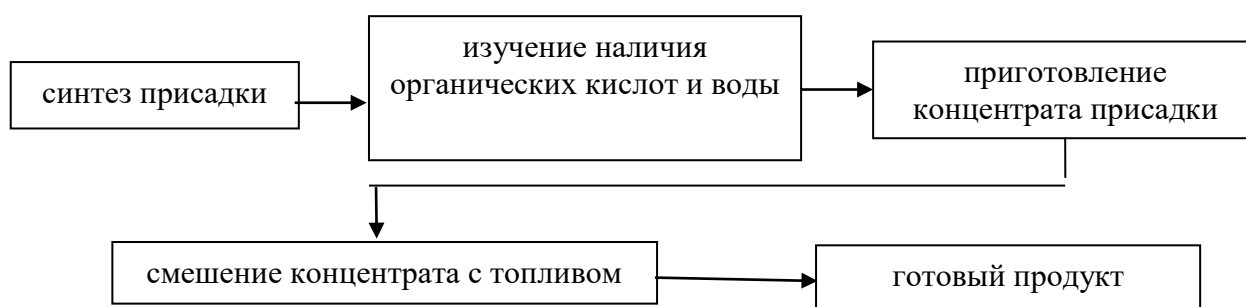 синтез присадки
изучение наличия
органических кислот и воды
приготовление
концентрата присадки
смешение концентрата с топливом
готовый продукт